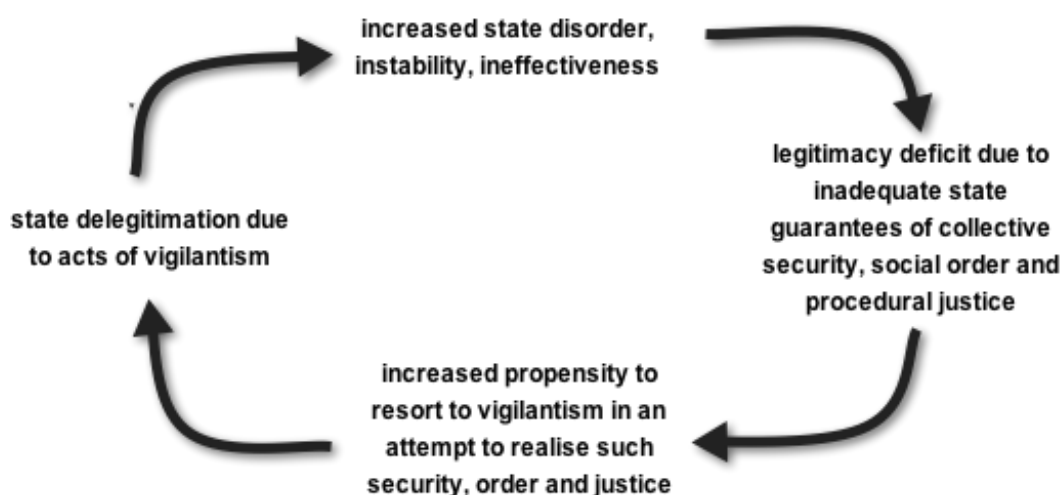 increased state disorder,
instability, ineffectiveness
legitimacy deficit due to
inadequate state
guarantees of collective
security, social order and
procedural justice
increased propensity to
resort to vigilantism in an
attempt to realise such
security, order and justice
state delegitimation due
to acts of vigilantism